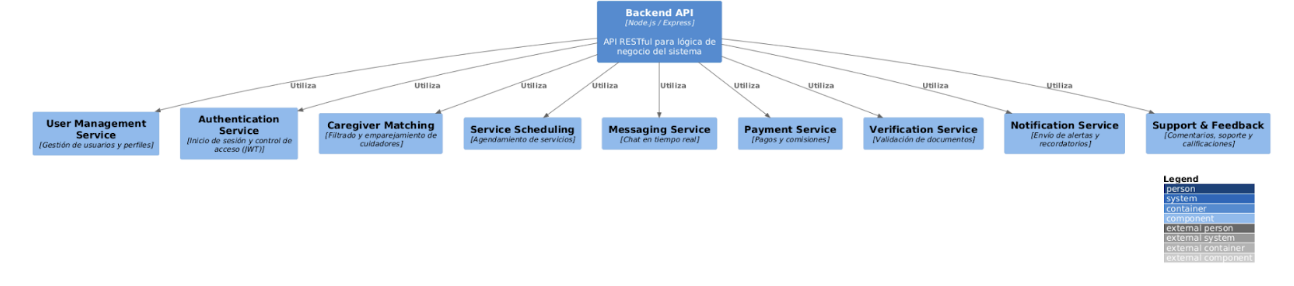 Backend API
[Node.js / Express]
API RESTful para lógica de
negocio del sistema
Utiliza
Utiliza
Utiliza
Utiliza
Utiliza
Utiliza
Utiliza
Utiliza
Utiliza
User Management
Service
[Gestión de usuarios y perfiles]
Authentication
Service
[Inicio de sesión y control de
acceso (JWT)]
Caregiver Matching
[Filtrado y emparejamiento de
cuidadores]
Service Scheduling
[Agendamiento de servicios]
Messaging Service
[Chat en tiempo real]
Payment Service
[Pagos y comisiones]
Verification Service
[Validación de documentos]
Notification Service
[Envío de alertas y
recordatorios]
Support & Feedback
[Comentarios, soporte y
calificaciones]
Legend
person
system
container
component
external person
external system
external container
external component